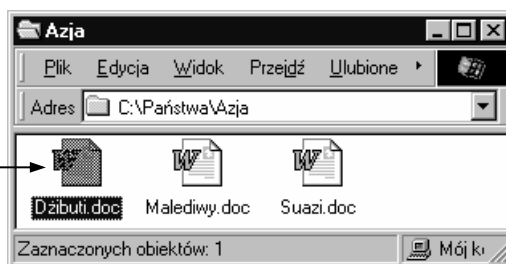 Azja
Plik Edycja Widok Przejdź Ulubione
Adres C:\Państwa\Azja
Dżibuti.doc Malediwy.doc Suazi.doc
Zaznaczonych obiektów: 1 Mój k